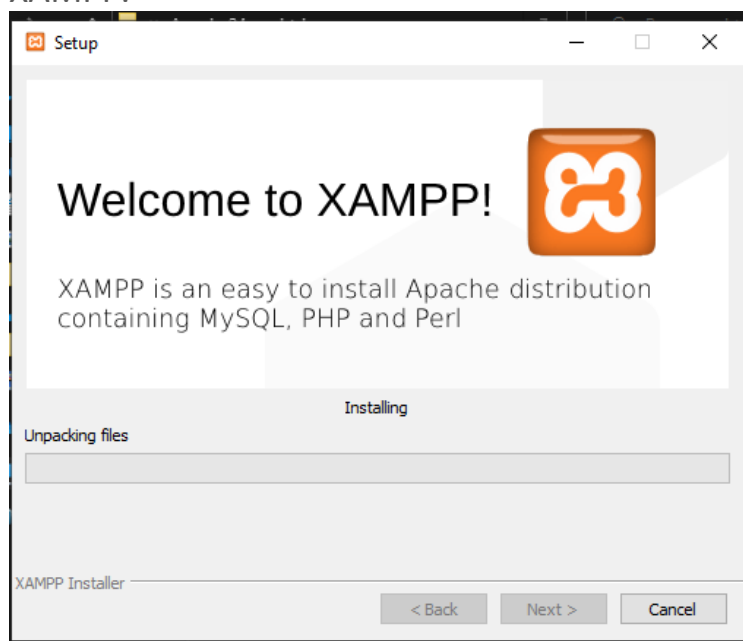 Setup
Welcome to XAMPP!
XAMPP is an easy to install Apache distribution
containing MySQL, PHP and Perl
Installing
Unpacking files
XAMPP Installer
< Back
Next >
Cancel